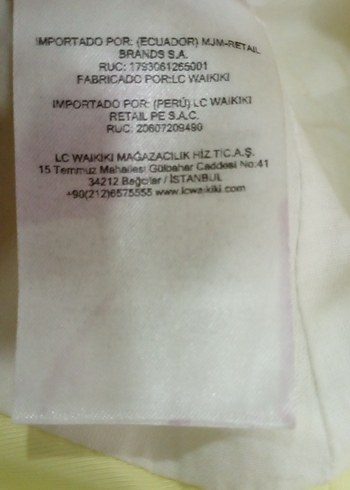 IMPORTADO POR: (ECUADOR) MJM-RETAIL
BRANDS S.A.
RUC: 1793061265001
FABRICADO POR:LC WAIKIKI
IMPORTADO POR: (PERÚ) LC WAIKIKI
RETAIL PE S.A.C.
RUC: 20607209490
LC WAIKIKI MAĞAZACILIK HİZ.TİC.A.Ş.
15 Temmuz Mahallesi Gülbahar Caddesi No:41
34212 Bağcılar / İSTANBUL
+90(212)6575555 www.lcwaikiki.com